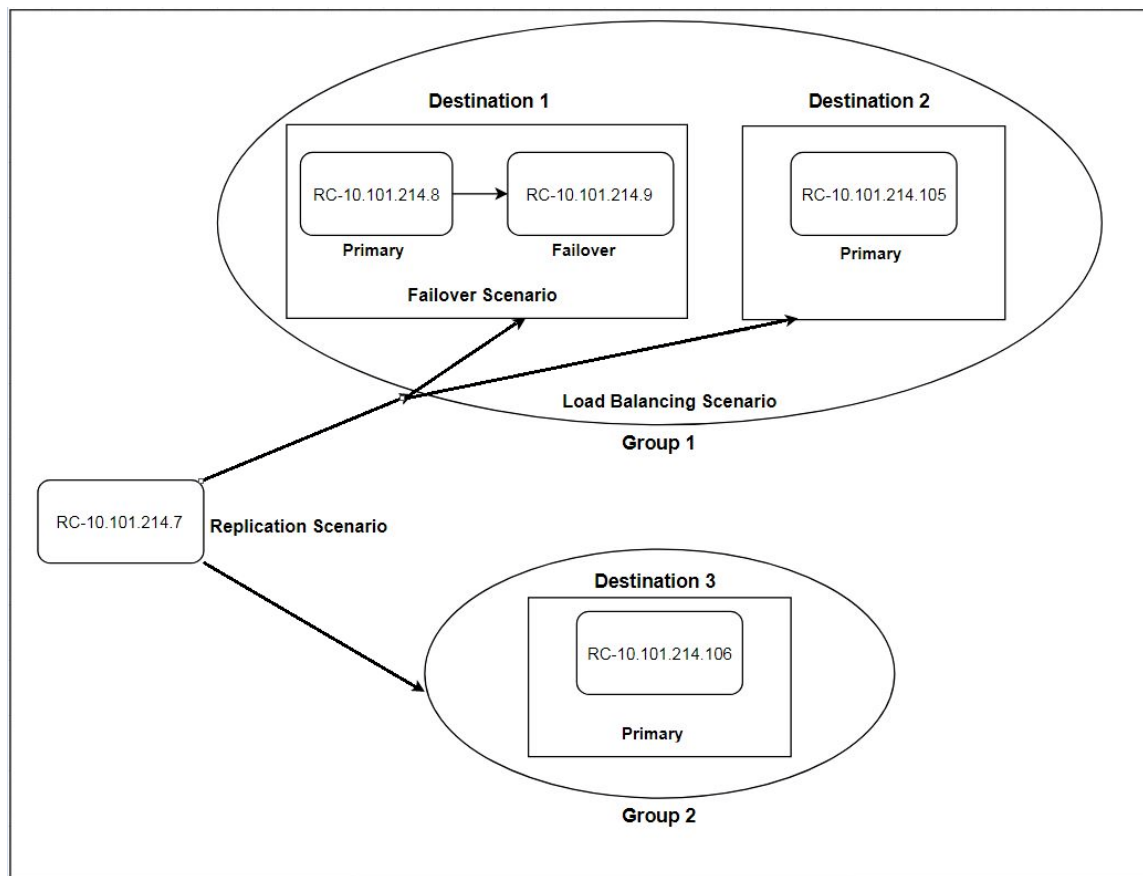 Destination 1
Destination 2
RC-10.101.214.8
RC-10.101.214.9
RC-10.101.214.105
Primary
Failover
Primary
Failover Scenario
Load Balancing Scenario
Group 1
RC-10.101.214.7
Replication Scenario
Destination 3
RC-10.101.214.106
Primary
Group 2